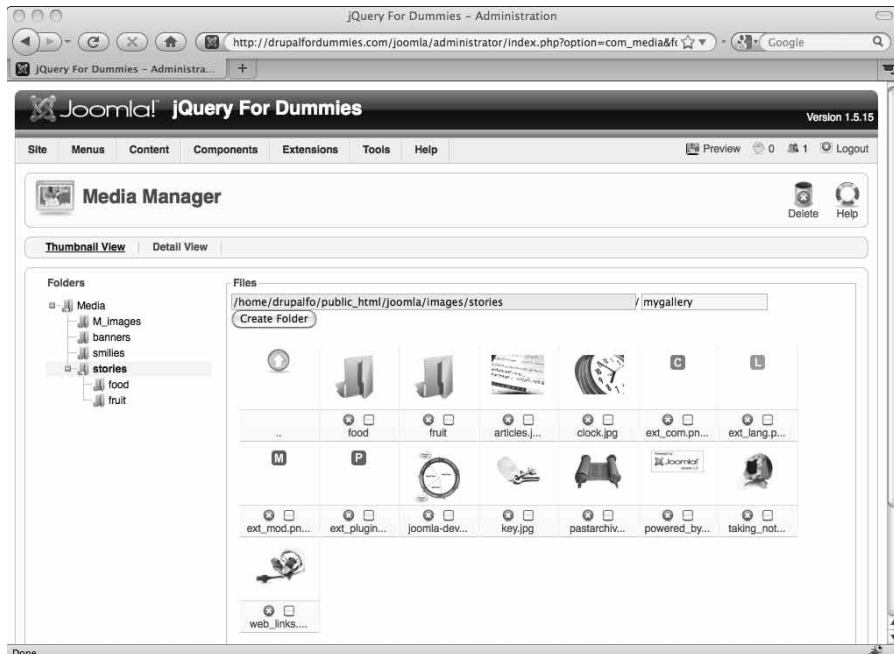 jQuery For Dummies – Administration
http://drupalfordummies.com/joomla/administrator/index.php?option=com_media&f
Google
jQuery For Dummies – Administra...
+
Joomla! jQuery For Dummies
Version 1.5.15
Site Menus Content Components Extensions Tools Help Preview 0 1 Logout
Media Manager
Delete Help
Thumbnail View Detail View
Folders
Media
M_images
banners
smilies
stories
food
fruit
Files
/home/drupalfo/public_html/joomla/images/stories / mygallery
Create Folder
C L
.. food fruit articles.j... clock.jpg ext_com.pn... ext_lang.p...
M P Joomla!
ext_mod.pn... ext_plugin... joomla-dev... key.jpg pastarchiv... powered_by... taking_not...
web_links....
Done